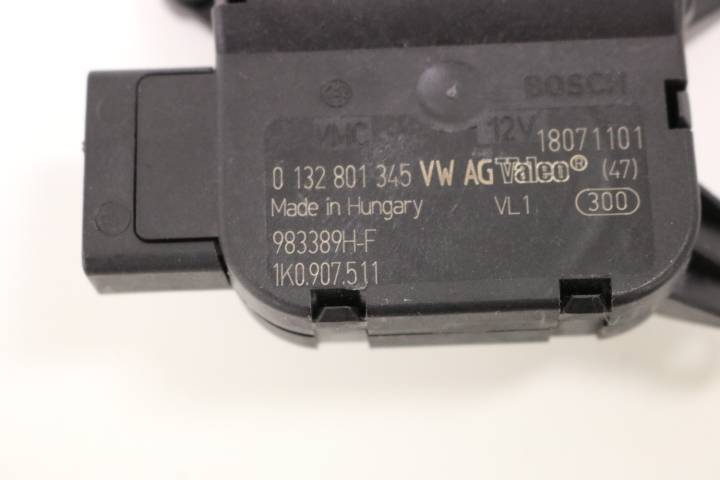 BOSCH
12V
18071101
0 132 801 345 VW AG Valeo® (47)
Made in Hungary VL1 300
983389H-F
1K0.907.511